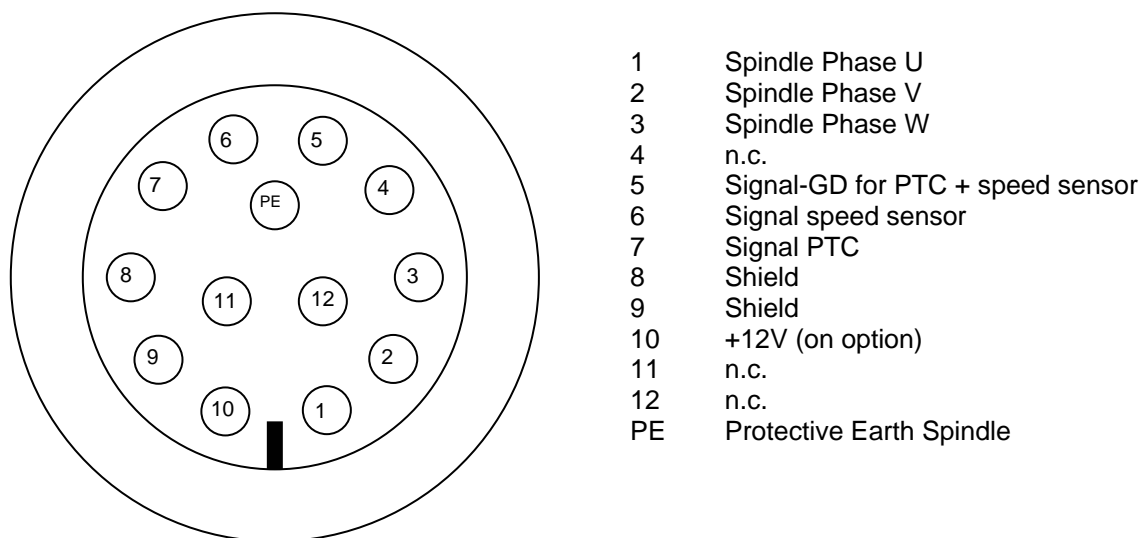 6
5
7
4
PE
8
11
12
3
9
2
10
1
1 Spindle Phase U
2 Spindle Phase V
3 Spindle Phase W
4 n.c.
5 Signal-GD for PTC + speed sensor
6 Signal speed sensor
7 Signal PTC
8 Shield
9 Shield
10 +12V (on option)
11 n.c.
12 n.c.
PE Protective Earth Spindle